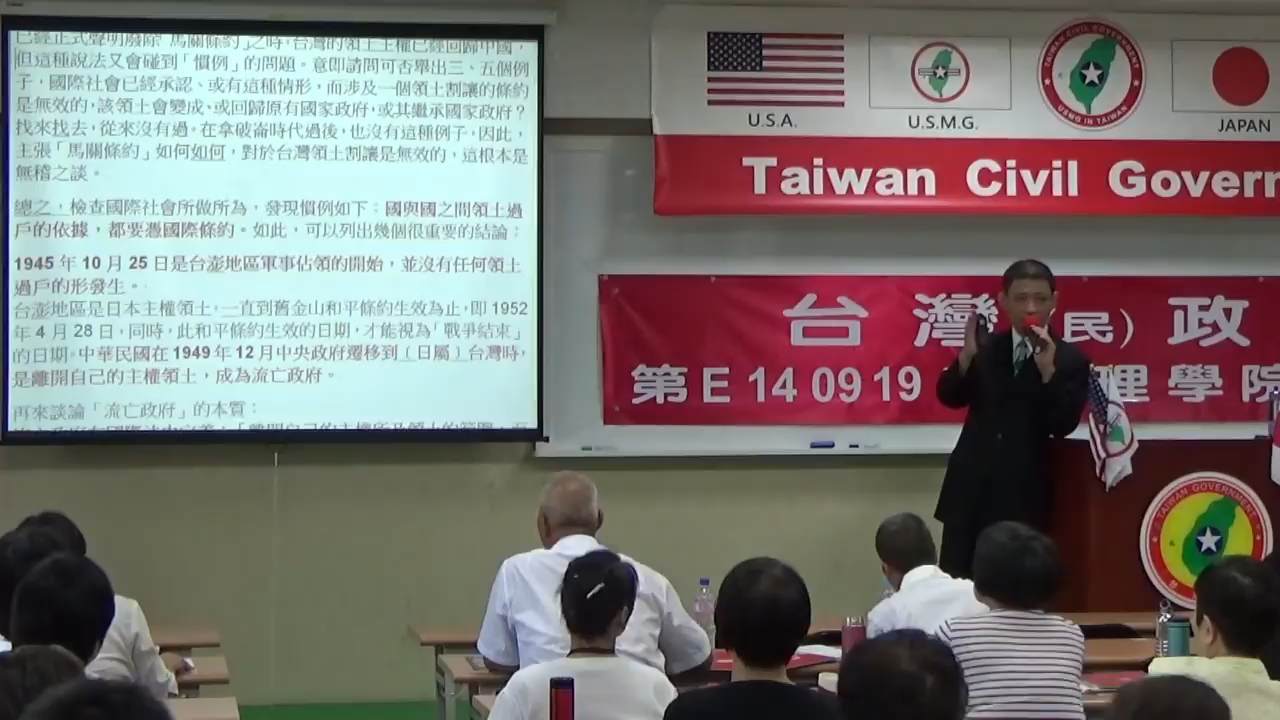 已經正式聲明廢除「馬關條約」之時，台灣的領土主權已經回歸中國，
但這種說法又會碰到「慣例」的問題。意即請問可否舉出三、五個例
子，國際社會已經承認、或有這種情形，而涉及一個領土割讓的條約
是無效的，該領土會變成、或回歸原有國家政府，或其繼承國家政府？
找來找去，從來沒有過。在拿破崙時代過後，也沒有這種例子，因此，
主張「馬關條約」如何如何，對於台灣領土割讓是無效的，這根本是
無稽之談。
總之，檢查國際社會所做所為，發現慣例如下：國與國之間領土過
戶的依據，都要憑國際條約。如此，可以列出幾個很重要的結論：
1945 年 10 月 25 日是台澎地區軍事佔領的開始，並沒有任何領土
過戶的形發生。
台澎地區是日本主權領土，一直到舊金山和平條約生效為止，即 1952
年 4 月 28 日，同時，此和平條約生效的日期，才能視為「戰爭結束」
的日期。中華民國在 1949 年 12 月中央政府遷移到（日屬）台灣時，
是離開自己的主權領土，成為流亡政府。
再來談論「流亡政府」的本質：
U.S.A.
U.S.M.G.
TAIWAN CIVIL GOVERNMENT
USMG IN TAIWAN
JAPAN
Taiwan Civil Govern
台 灣 民） 政
第 E 14 09 19 理 學 院
TAIWAN GOVERNMENT